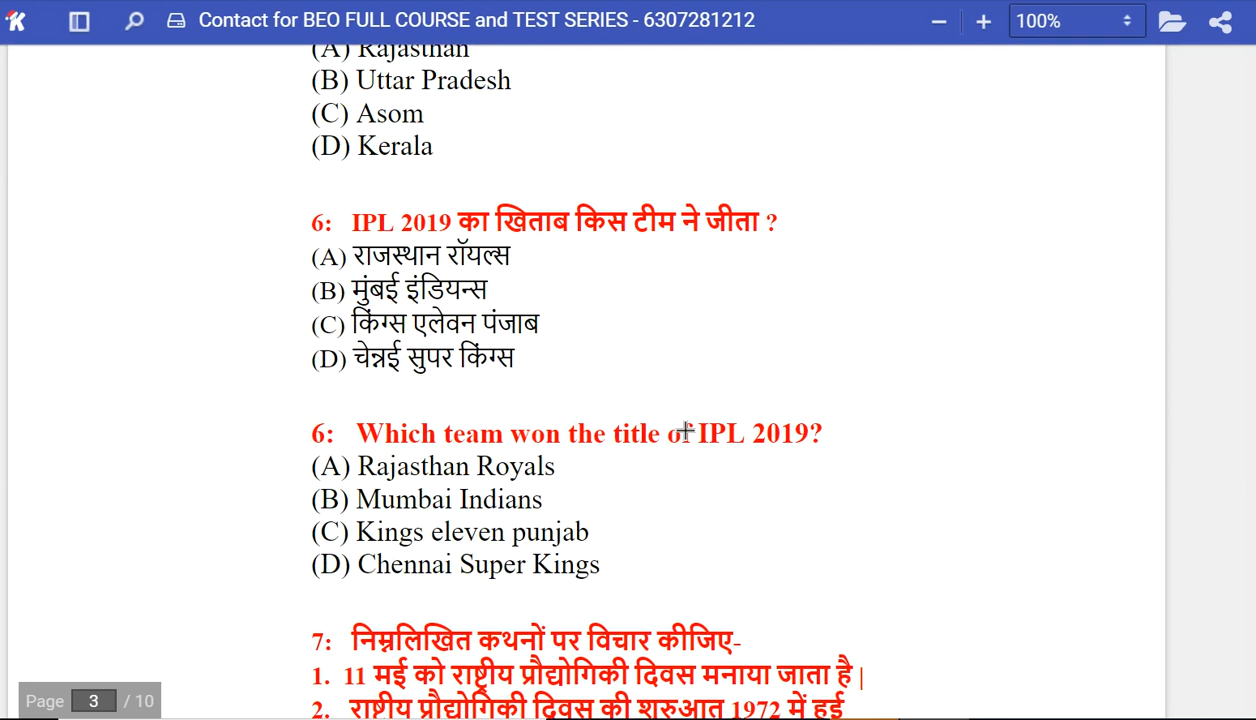 Contact for BEO FULL COURSE and TEST SERIES - 6307281212
100%
(A) Rajasthan
(B) Uttar Pradesh
(C) Asom
(D) Kerala
6: IPL 2019 का खिताब किस टीम ने जीता ?
(A) राजस्थान रॉयल्स
(B) मुंबई इंडियन्स
(C) किंग्स एलेवन पंजाब
(D) चेन्नई सुपर किंग्स
6: Which team won the title of IPL 2019?
(A) Rajasthan Royals
(B) Mumbai Indians
(C) Kings eleven punjab
(D) Chennai Super Kings
7: निम्नलिखित कथनों पर विचार कीजिए-
1. 11 मई को राष्ट्रीय प्रौद्योगिकी दिवस मनाया जाता है |
2. राष्ट्रीय प्रौद्योगिकी दिवस की शुरुआत 1972 में हुई
Page 3 / 10